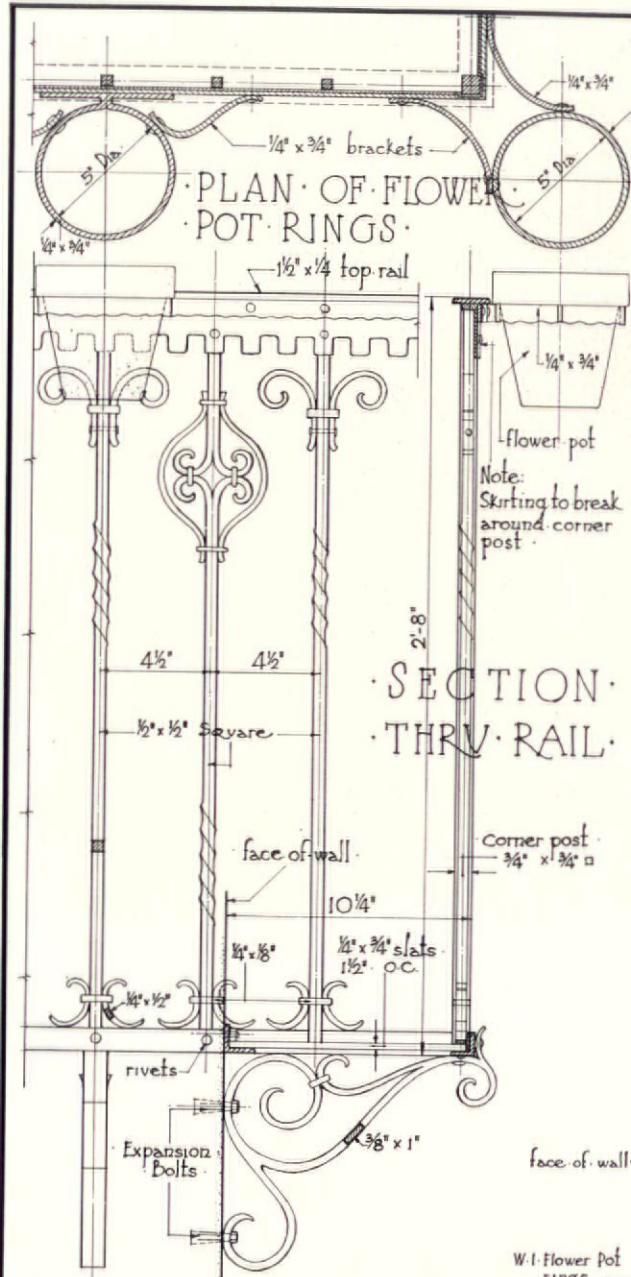 ¼" x ¾"
¼" x ¾" brackets
5" Dia.
5" Dia.
·PLAN·OF·FLOWER·
·POT·RINGS·
¼" x ¾"
1½" x ¼ top rail
¼" x ¾"
flower pot
Note:
Skirting to break
around corner
post ·
2'-8"
4½"
4½"
·SECTION·
·THRV·RAIL·
½" x ½" Square
Corner post
¾" x ¾" □
face of wall
10¼"
¼" x ⅛"
¼" x ¾" slats
1½" O.C.
¼" x ½"
rivets
⅜" x 1"
Expansion
Bolts
face of wall
W·I·Flower Pot